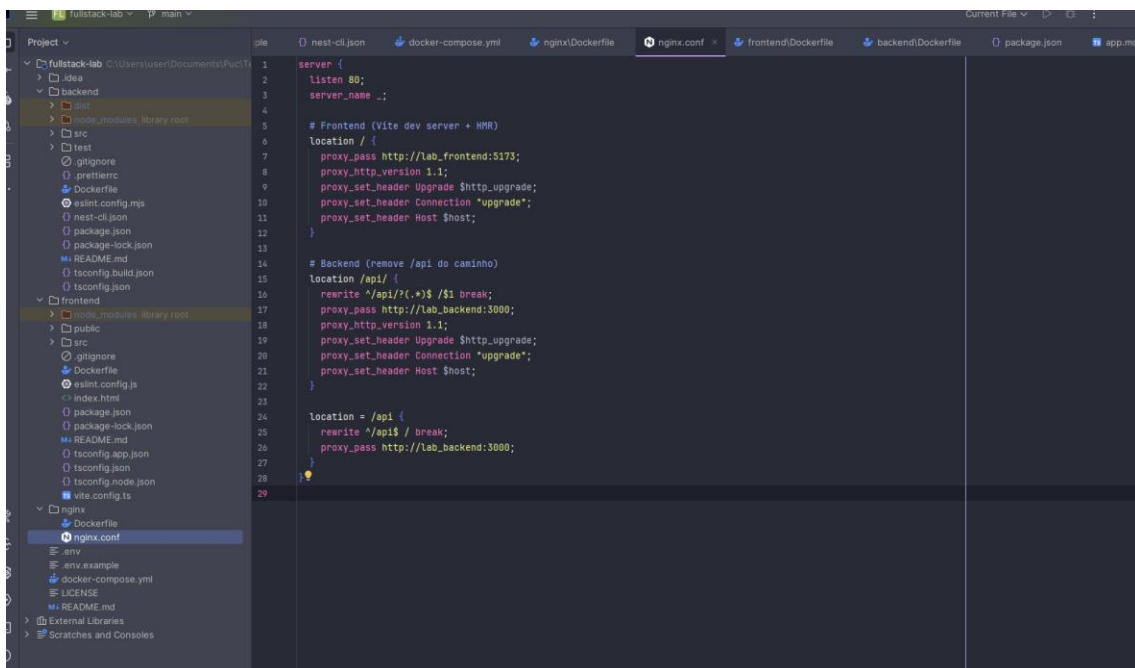 FL fullstack-lab main Current File
Project
ple nest-cli.json docker-compose.yml nginx\Dockerfile nginx.conf frontend\Dockerfile backend\Dockerfile package.json
fullstack-lab C:\Users\user\Documents\Puc\T
.idea
backend
dist
node_modules library root
src
test
.gitignore
.prettierrc
Dockerfile
eslint.config.mjs
nest-cli.json
package.json
package-lock.json
README.md
tsconfig.build.json
tsconfig.json
frontend
node_modules library root
public
src
.gitignore
Dockerfile
eslint.config.js
index.html
package.json
package-lock.json
README.md
tsconfig.app.json
tsconfig.json
tsconfig.node.json
vite.config.ts
nginx
Dockerfile
nginx.conf
.env
.env.example
docker-compose.yml
LICENSE
README.md
External Libraries
Scratches and Consoles
1 server {
2 listen 80;
3 server_name _;
4
5 # Frontend (Vite dev server + HMR)
6 location / {
7 proxy_pass http://lab_frontend:5173;
8 proxy_http_version 1.1;
9 proxy_set_header Upgrade $http_upgrade;
10 proxy_set_header Connection "upgrade";
11 proxy_set_header Host $host;
12 }
13
14 # Backend (remove /api do caminho)
15 location /api/ {
16 rewrite ^/api/?(.*)$ /$1 break;
17 proxy_pass http://lab_backend:3000;
18 proxy_http_version 1.1;
19 proxy_set_header Upgrade $http_upgrade;
20 proxy_set_header Connection "upgrade";
21 proxy_set_header Host $host;
22 }
23
24 location = /api {
25 rewrite ^/api$ / break;
26 proxy_pass http://lab_backend:3000;
27 }
28 }
29